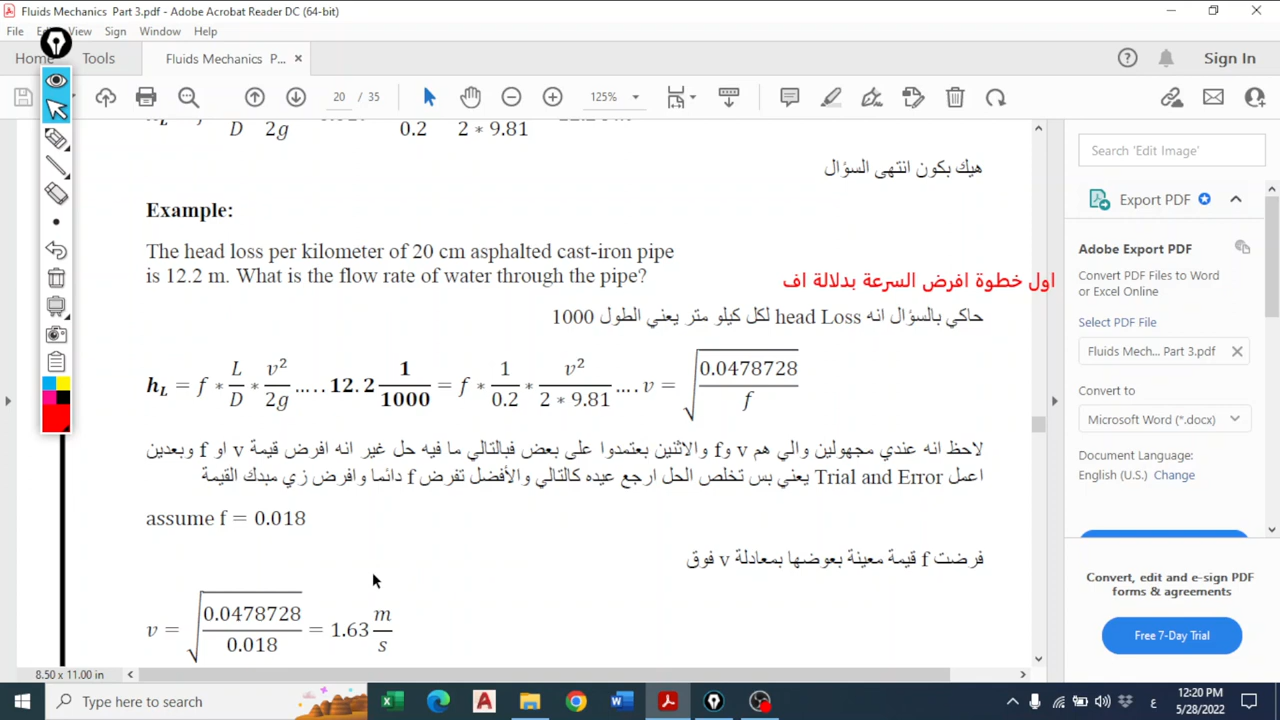 Fluids Mechanics Part 3.pdf - Adobe Acrobat Reader DC (64-bit)
File Sign Window Help
Home Tools Fluids Mechanics P... × Sign In
20 / 35 125%
D 2g 0.2 2 * 9.81
هيك بكون انتهى السؤال
Example:
The head loss per kilometer of 20 cm asphalted cast-iron pipe
is 12.2 m. What is the flow rate of water through the pipe?
اول خطوة افرض السرعة بدلالة اف
حاكي بالسؤال انه head Loss لكل كيلو متر يعني الطول 1000
h_L = f * L/D * v²/2g ….. 12.2 1/1000 = f * 1/0.2 * v²/(2 * 9.81) …. v = √(0.0478728/f)
لاحظ انه عندي مجهولين والي هم v وf والاثنين بعتمدوا على بعض فبالتالي ما فيه حل غير انه افرض قيمة v او f وبعدين
اعمل Trial and Error يعني بس تخلص الحل ارجع عيده كالتالي والأفضل تفرض f دائما وافرض زي مبدك القيمة
assume f = 0.018
فرضت f قيمة معينة بعوضها بمعادلة v فوق
v = √(0.0478728/0.018) = 1.63 m/s
8.50 x 11.00 in
Search 'Edit Image'
Export PDF
Adobe Export PDF
Convert PDF Files to Word
or Excel Online
Select PDF File
Fluids Mech... Part 3.pdf ×
Convert to
Microsoft Word (*.docx)
Document Language:
English (U.S.) Change
Convert, edit and e-sign PDF
forms & agreements
Free 7-Day Trial
Type here to search
ع 12:20 PM
5/28/2022